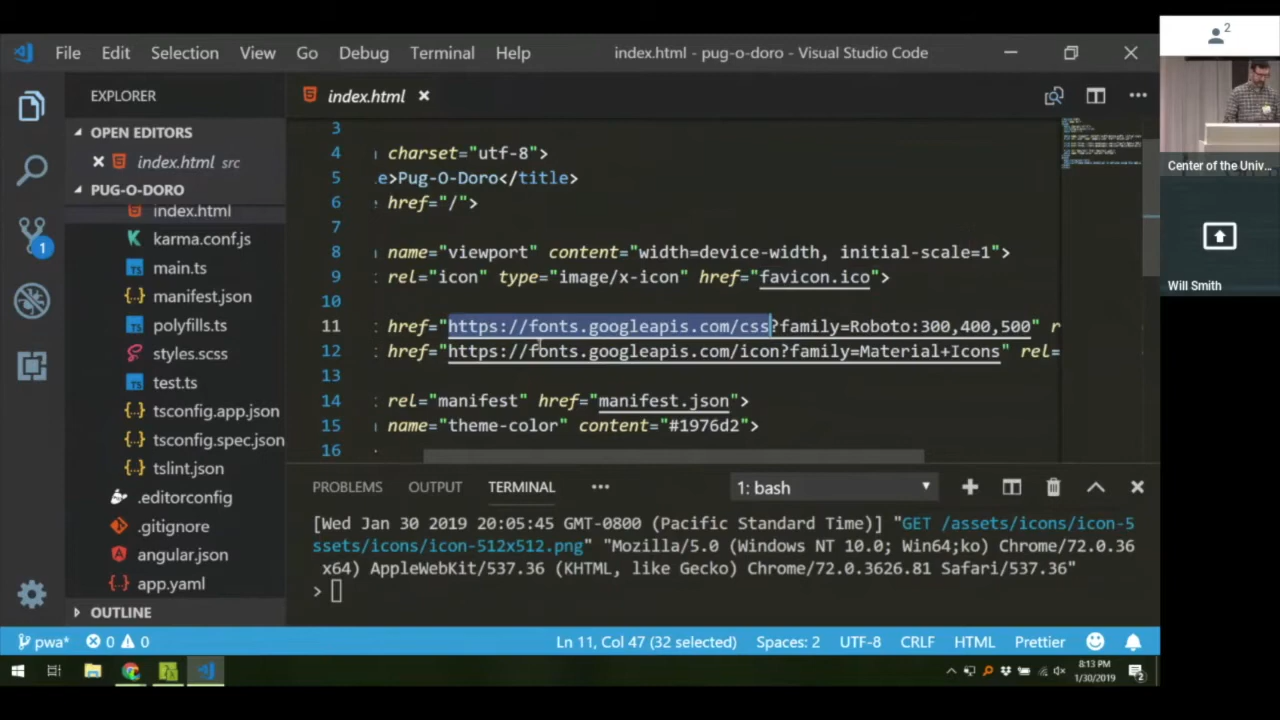 File Edit Selection View Go Debug Terminal Help
index.html - pug-o-doro - Visual Studio Code
2
EXPLORER
index.html
OPEN EDITORS
index.html src
PUG-O-DORO
index.html
karma.conf.js
main.ts
manifest.json
polyfills.ts
styles.scss
test.ts
tsconfig.app.json
tsconfig.spec.json
tslint.json
.editorconfig
.gitignore
angular.json
app.yaml
OUTLINE
1
3
4 charset="utf-8">
5 e>Pug-O-Doro</title>
6 href="/">
7
8 name="viewport" content="width=device-width, initial-scale=1">
9 rel="icon" type="image/x-icon" href="favicon.ico">
10
11 href="https://fonts.googleapis.com/css?family=Roboto:300,400,500" r
12 href="https://fonts.googleapis.com/icon?family=Material+Icons" rel=
13
14 rel="manifest" href="manifest.json">
15 name="theme-color" content="#1976d2">
16
PROBLEMS OUTPUT TERMINAL ••• 1: bash
[Wed Jan 30 2019 20:05:45 GMT-0800 (Pacific Standard Time)] "GET /assets/icons/icon-5
ssets/icons/icon-512x512.png" "Mozilla/5.0 (Windows NT 10.0; Win64;ko) Chrome/72.0.36
x64) AppleWebKit/537.36 (KHTML, like Gecko) Chrome/72.0.3626.81 Safari/537.36"
>
pwa* 0 0 Ln 11, Col 47 (32 selected) Spaces: 2 UTF-8 CRLF HTML Prettier
8:13 PM
1/30/2019
2
Center of the Univ...
Will Smith